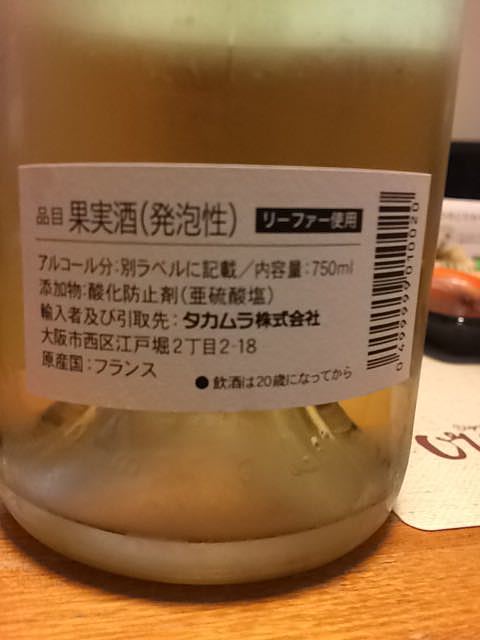 品目 果実酒(発泡性) リーファー使用
アルコール分:別ラベルに記載/内容量:750ml
添加物:酸化防止剤(亜硫酸塩)
輸入者及び引取先:タカムラ株式会社
大阪市西区江戸堀2丁目2-18
原産国:フランス
●飲酒は20歳になってから
0499999010020